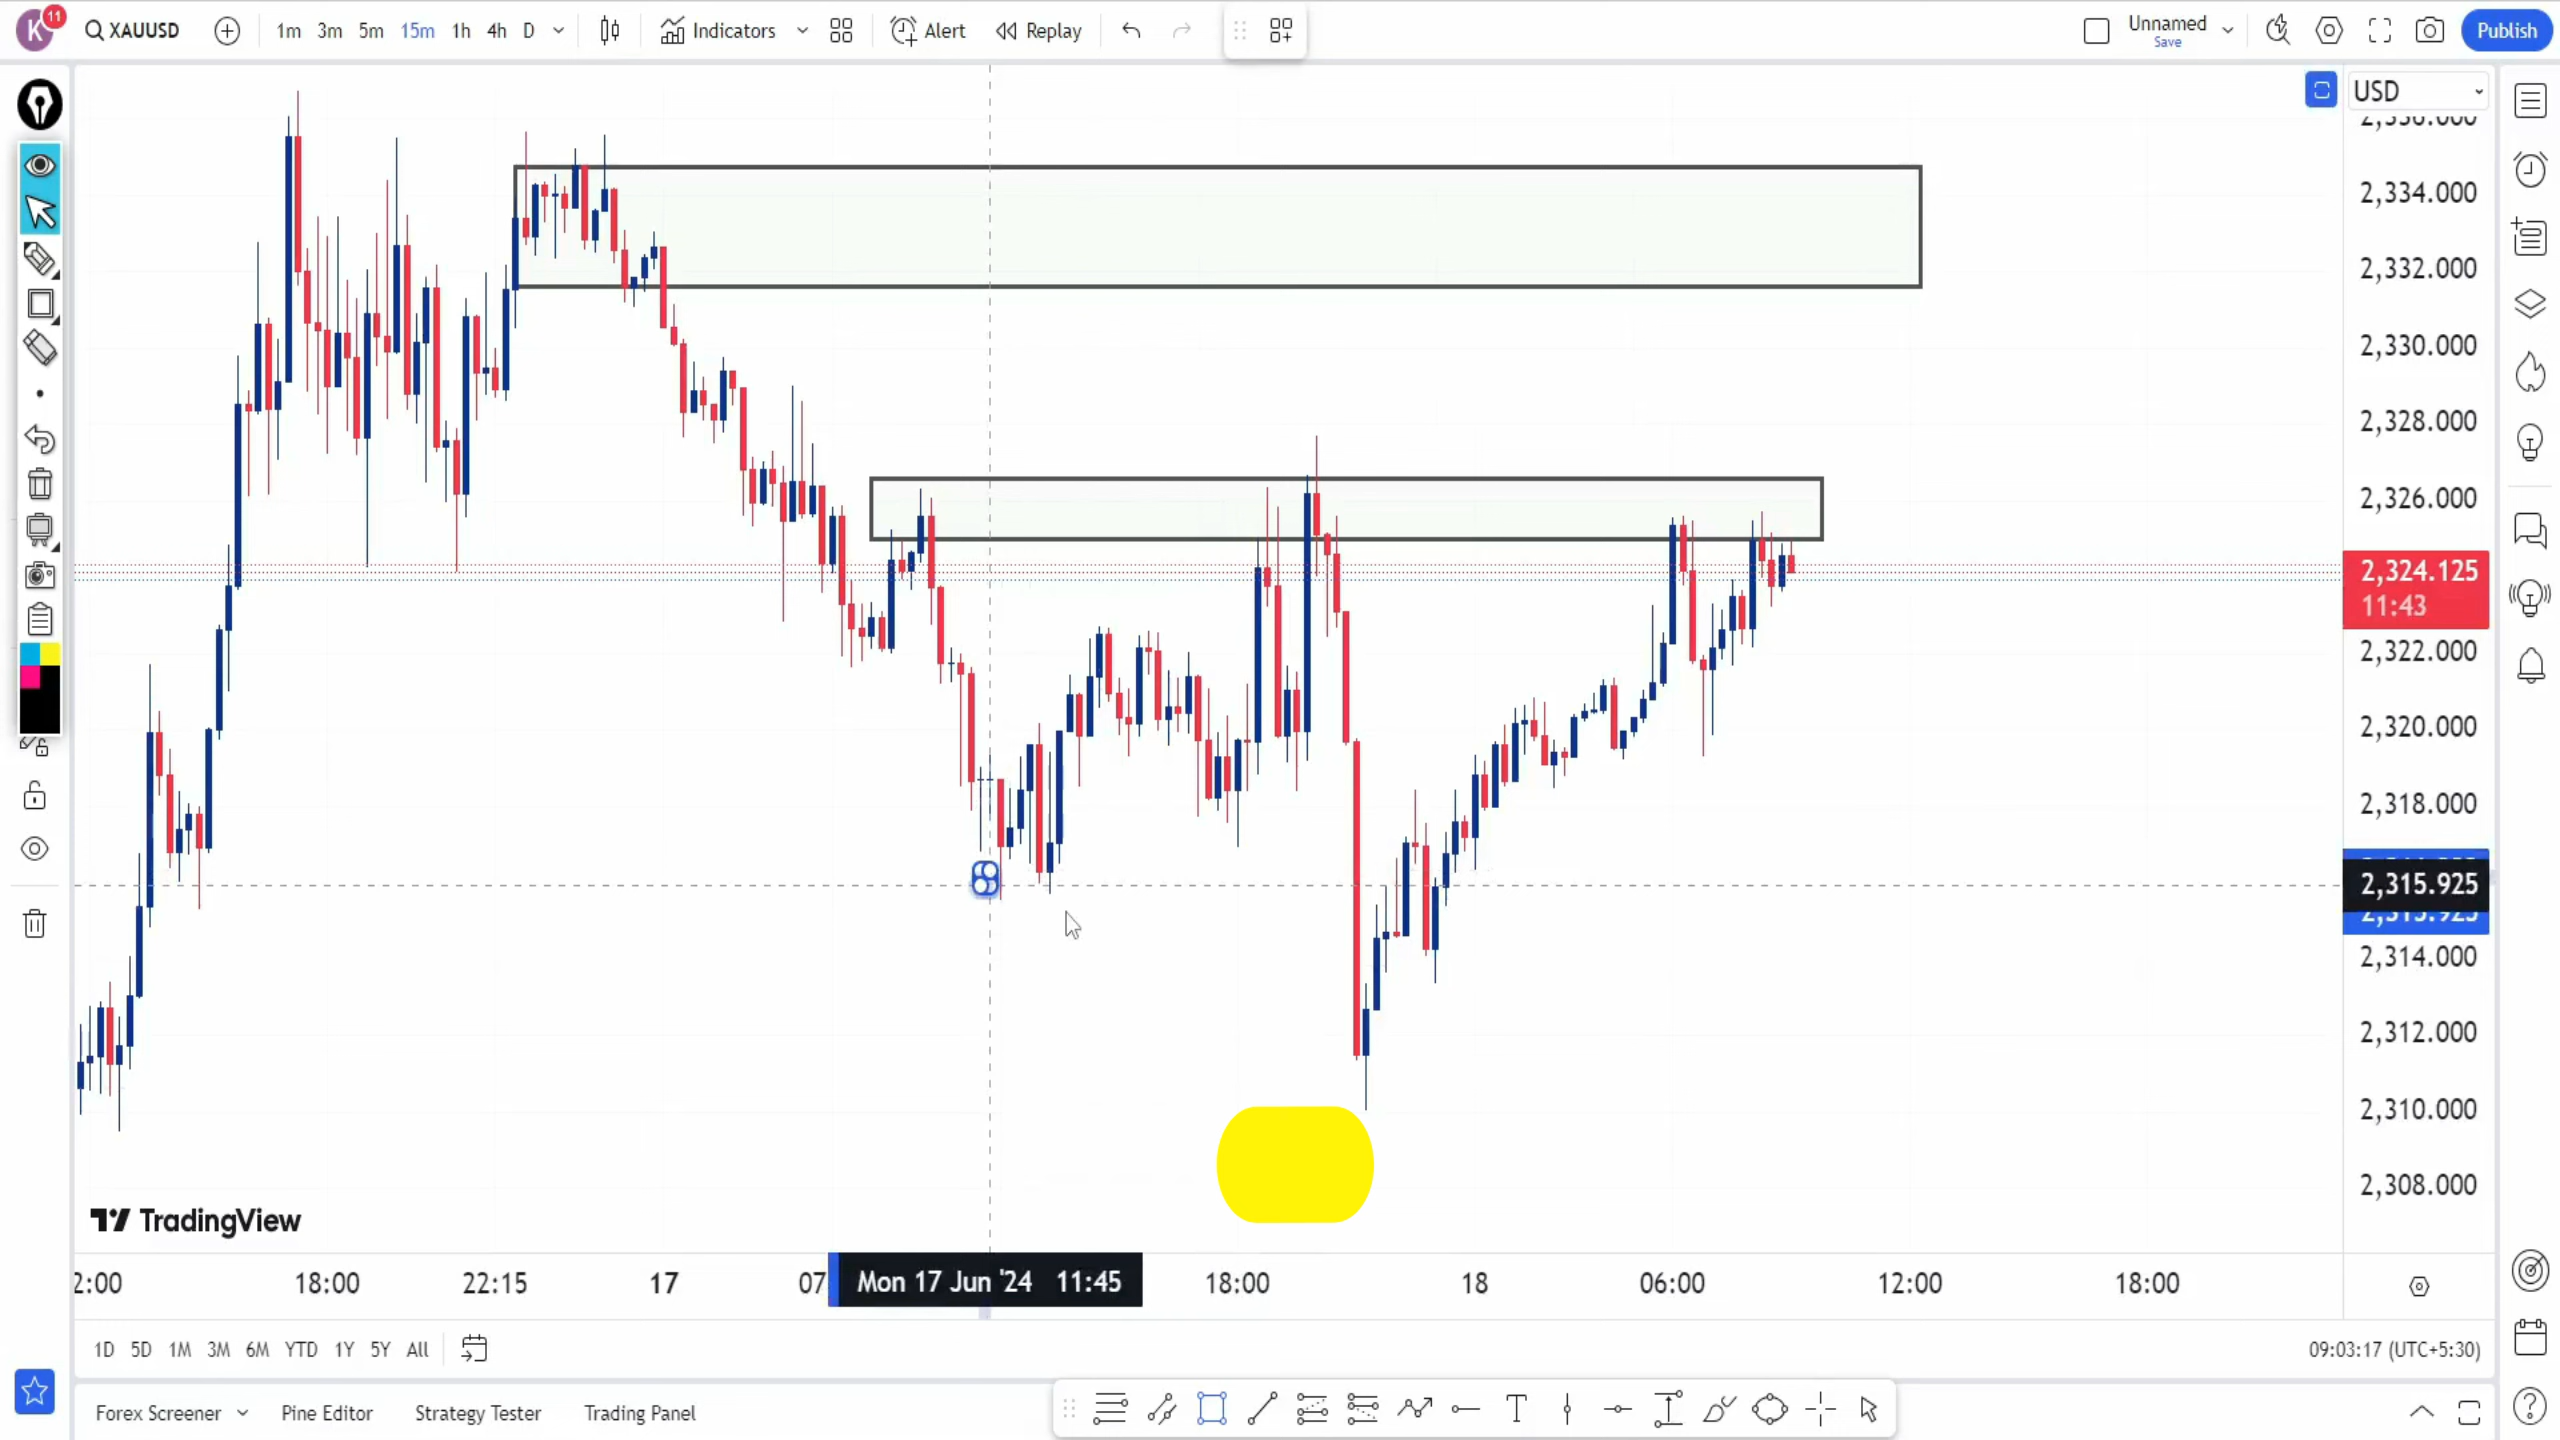 K 11 XAUUSD 1m 3m 5m 15m 1h 4h D Indicators Alert Replay Unnamed Save Publish
USD
2,334.000
2,332.000
2,330.000
2,328.000
2,326.000
2,324.125
11:43
2,322.000
2,320.000
2,318.000
2,315.925
2,314.000
2,312.000
2,310.000
2,308.000
TradingView
2:00 18:00 22:15 17 07 Mon 17 Jun '24 11:45 18:00 18 06:00 12:00 18:00
1D 5D 1M 3M 6M YTD 1Y 5Y All 09:03:17 (UTC+5:30)
Forex Screener Pine Editor Strategy Tester Trading Panel